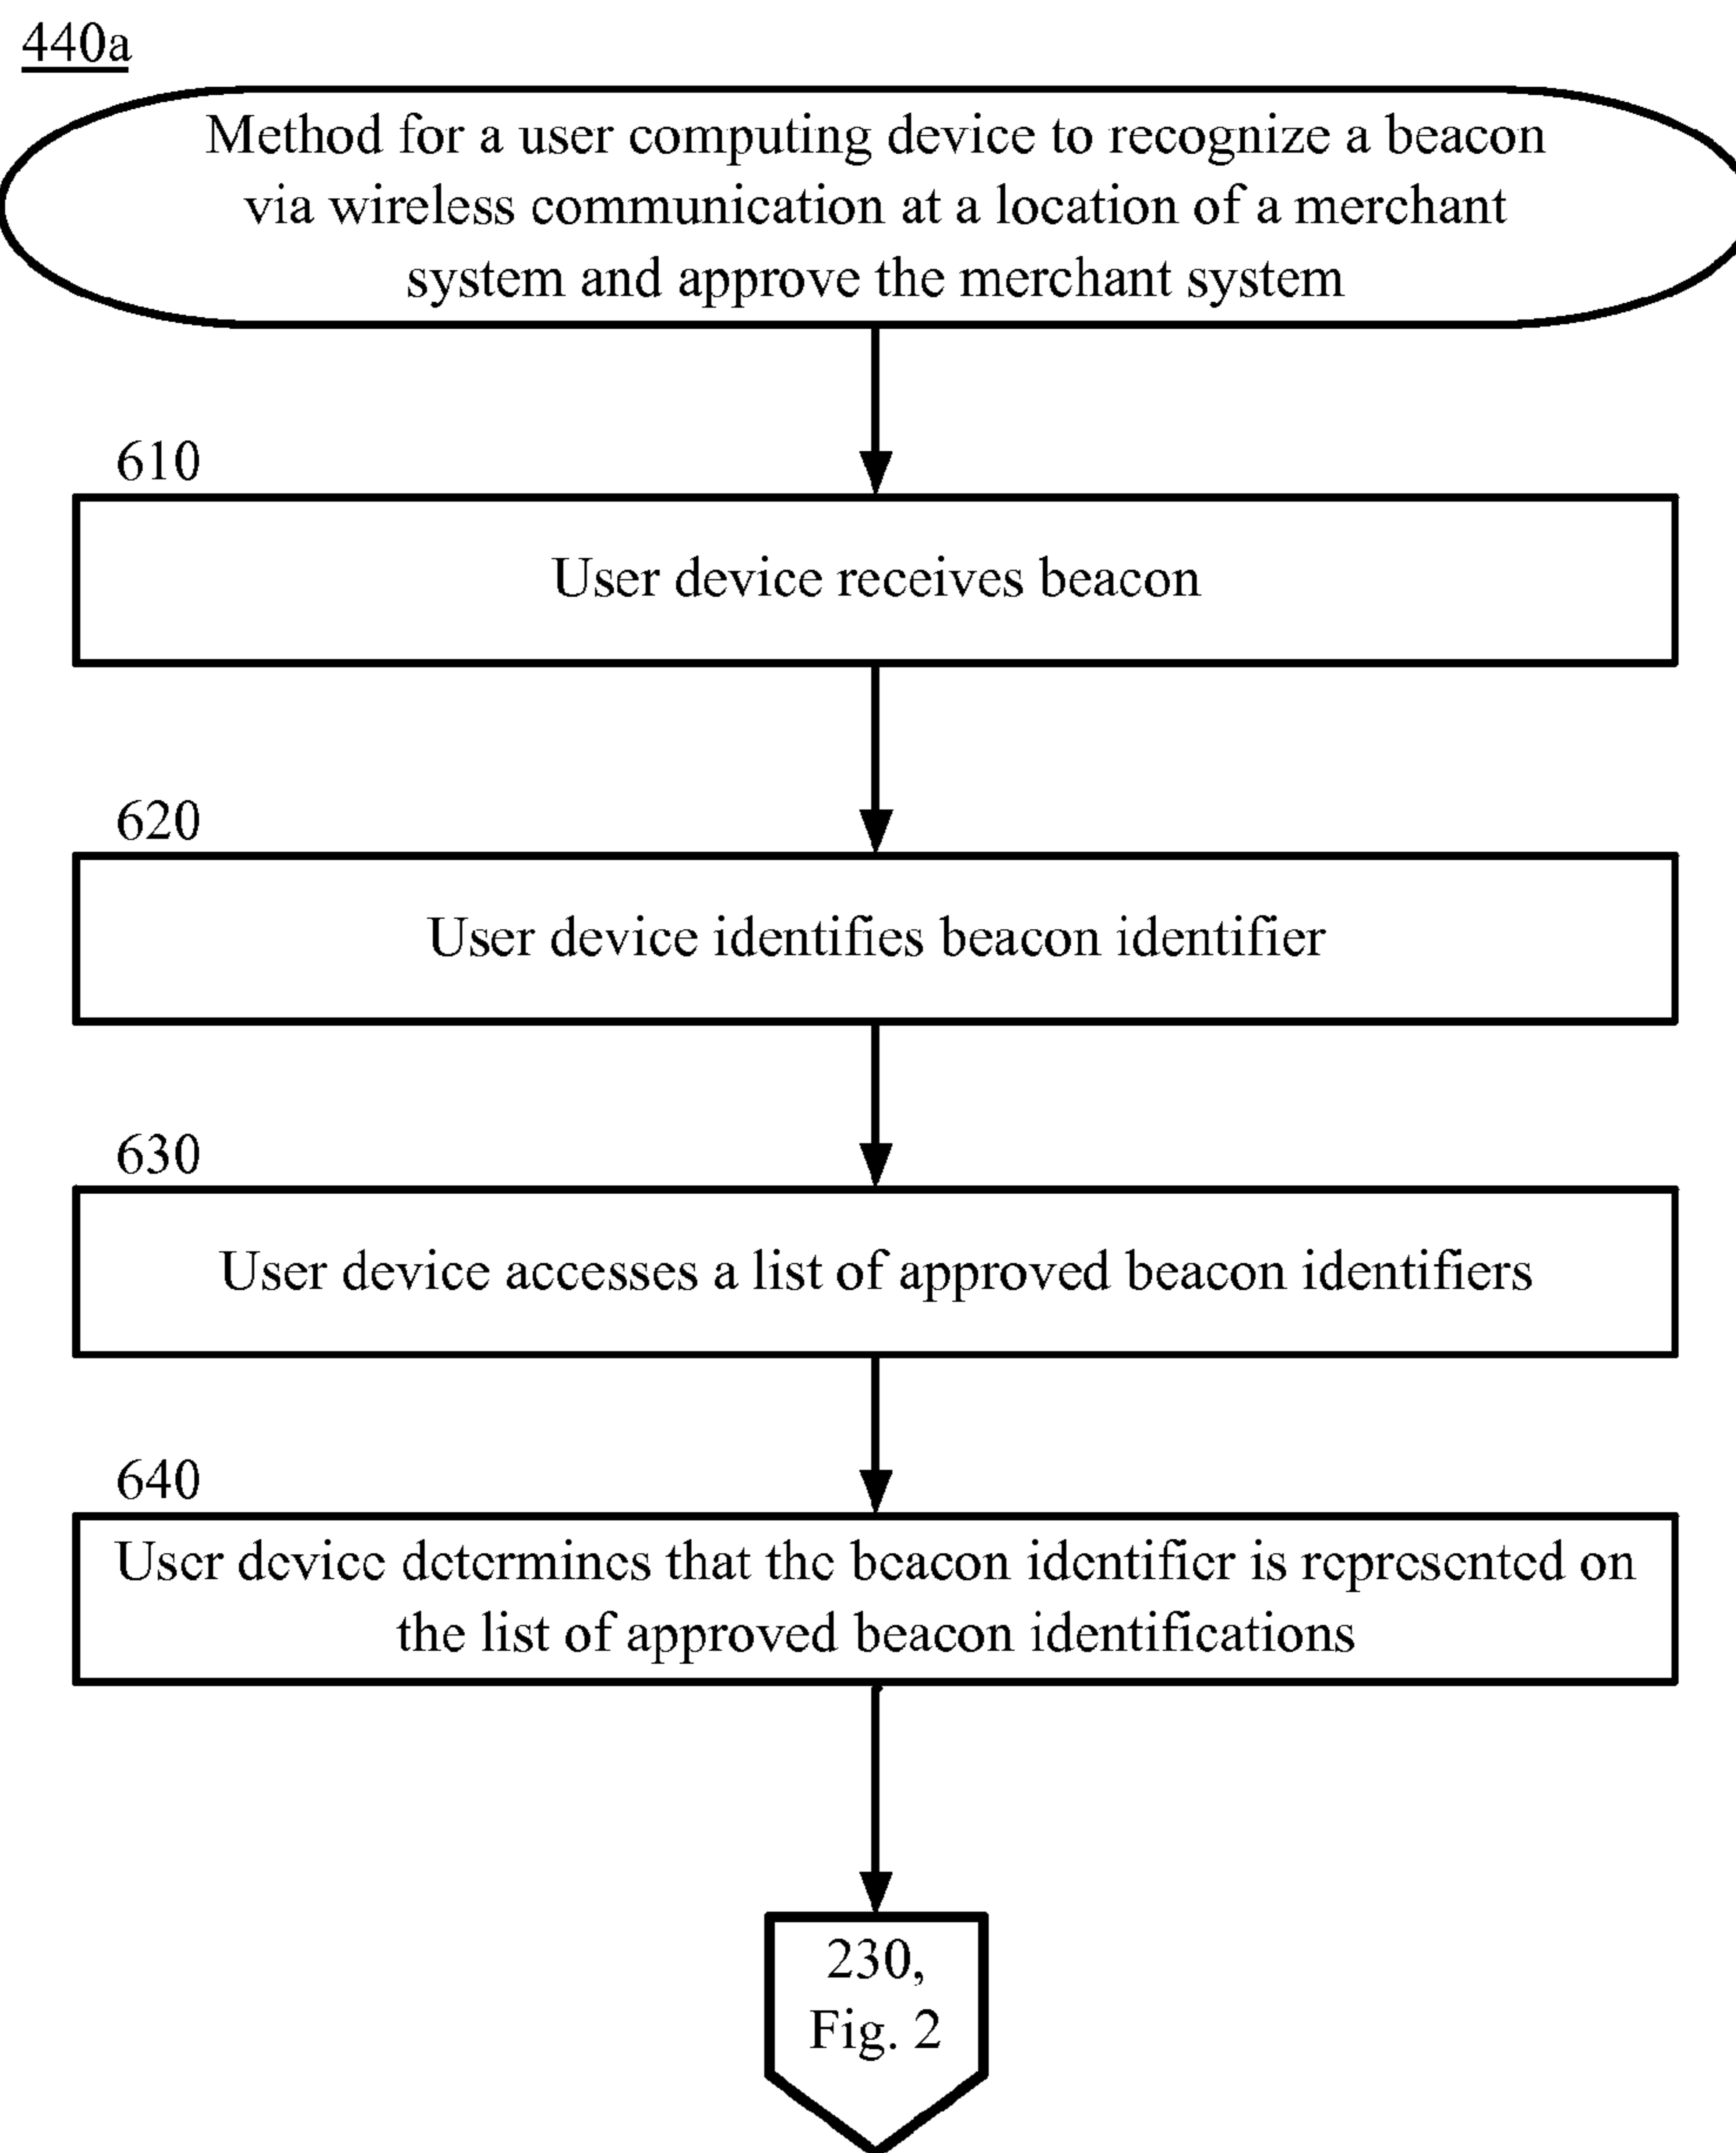 440a
Method for a user computing device to recognize a beacon
via wireless communication at a location of a merchant
system and approve the merchant system
610
User device receives beacon
620
User device identifies beacon identifier
630
User device accesses a list of approved beacon identifiers
640
User device determines that the beacon identifier is represented on
the list of approved beacon identifications
230,
Fig. 2